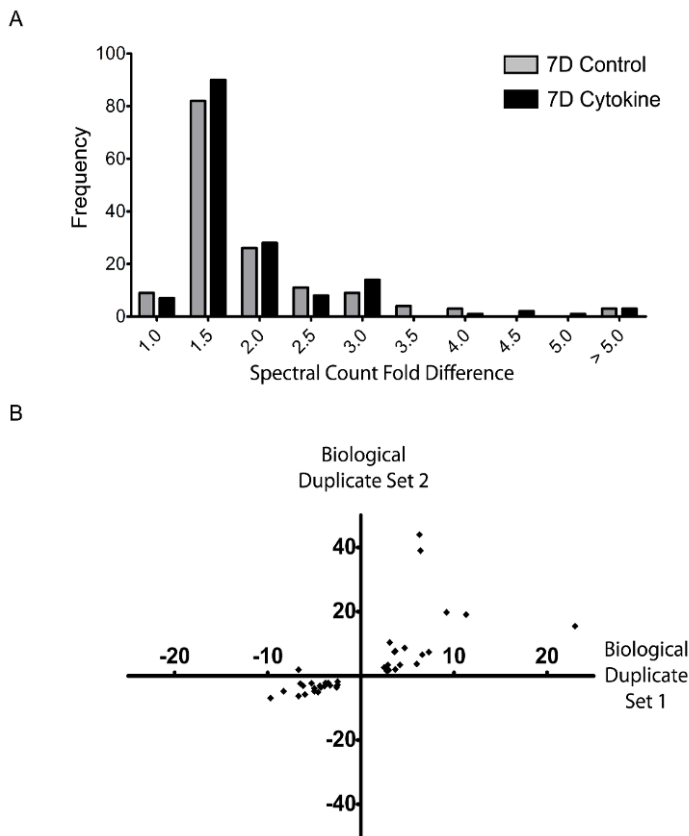 A
100
80
60
40
20
0
Frequency
7D Control
7D Cytokine
1.0
1.5
2.0
2.5
3.0
3.5
4.0
4.5
5.0
> 5.0
Spectral Count Fold Difference
B
Biological
Duplicate Set 2
40
20
-20
-10
10
20
Biological
Duplicate
Set 1
-20
-40